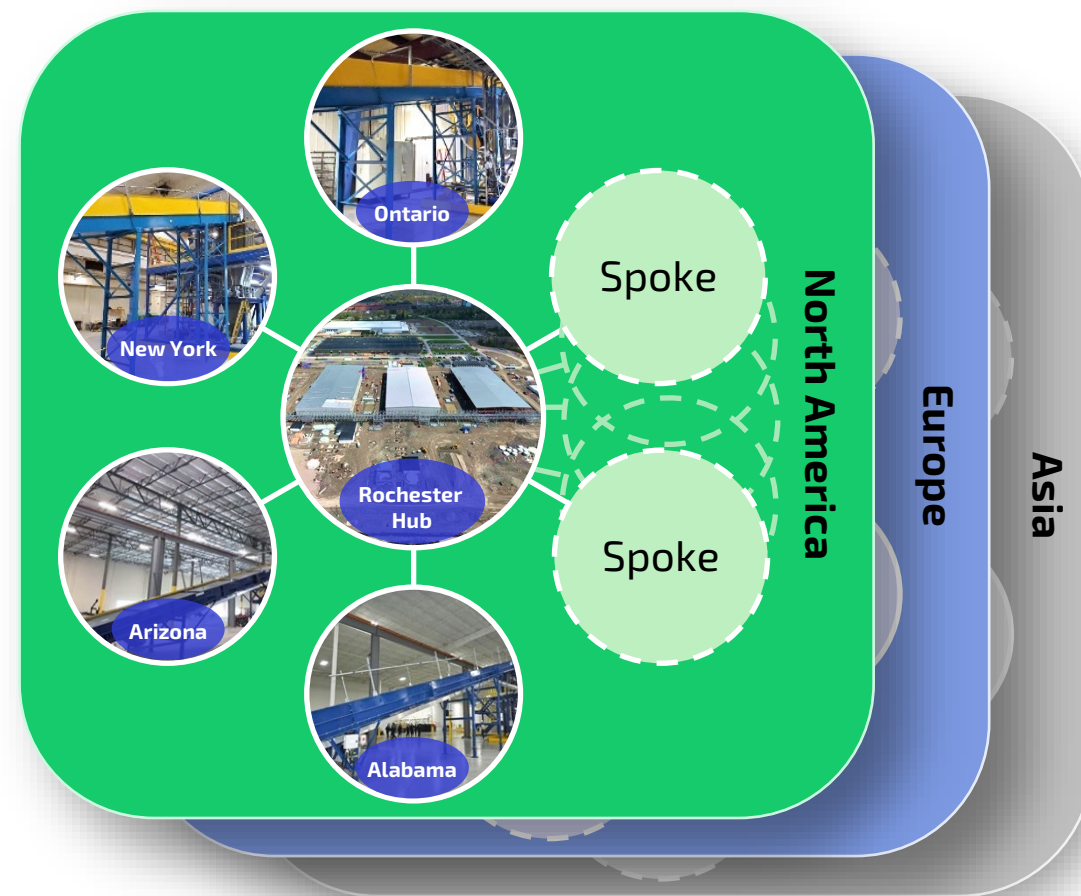 Ontario
New York
Spoke
Rochester
Hub
Arizona
Spoke
Alabama
North America
Europe
Asia